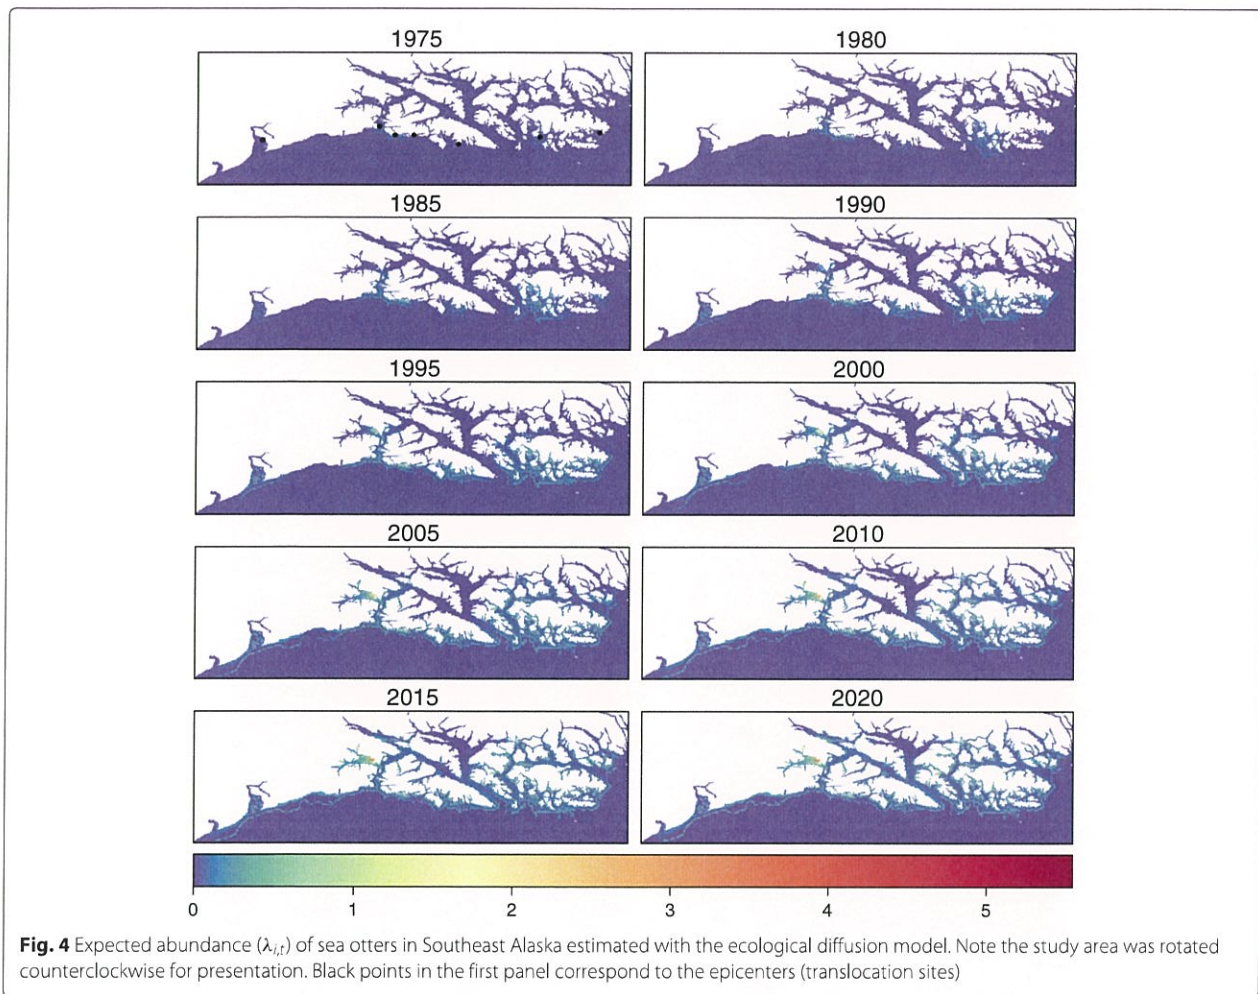 1975 1980
1985 1990
1995 2000
2005 2010
2015 2020
0 1 2 3 4 5
Fig. 4 Expected abundance (λi,t) of sea otters in Southeast Alaska estimated with the ecological diffusion model. Note the study area was rotated
counterclockwise for presentation. Black points in the first panel correspond to the epicenters (translocation sites)